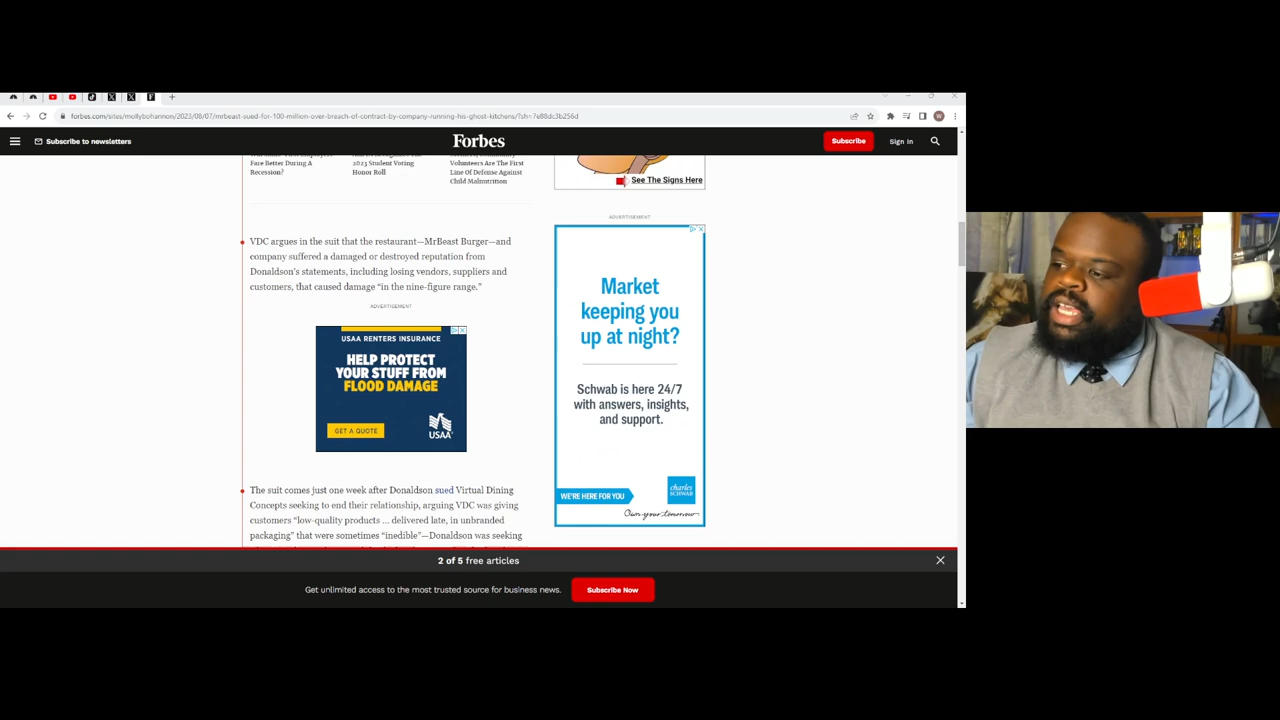 forbes.com/sites/mollybohannon/2023/08/07/mrbeast-sued-for-100-million-over-breach-of-contract-by-company-running-his-ghost-kitchens/?sh=7e88dc3b256d
Subscribe to newsletters
Forbes
Subscribe
Sign In
Fare Better During A
Recession?
2023 Student Voting
Honor Roll
Volunteers Are The First
Line Of Defense Against
Child Malnutrition
See The Signs Here
ADVERTISEMENT
VDC argues in the suit that the restaurant—MrBeast Burger—and
company suffered a damaged or destroyed reputation from
Donaldson's statements, including losing vendors, suppliers and
customers, that caused damage “in the nine-figure range.”
ADVERTISEMENT
USAA RENTERS INSURANCE
HELP PROTECT
YOUR STUFF FROM
FLOOD DAMAGE
GET A QUOTE
USAA
Market
keeping you
up at night?
Schwab is here 24/7
with answers, insights,
and support.
WE'RE HERE FOR YOU
charles
SCHWAB
Own your tomorrow
The suit comes just one week after Donaldson sued Virtual Dining
Concepts seeking to end their relationship, arguing VDC was giving
customers “low-quality products ... delivered late, in unbranded
packaging” that were sometimes “inedible”—Donaldson was seeking
2 of 5 free articles
Get unlimited access to the most trusted source for business news.
Subscribe Now